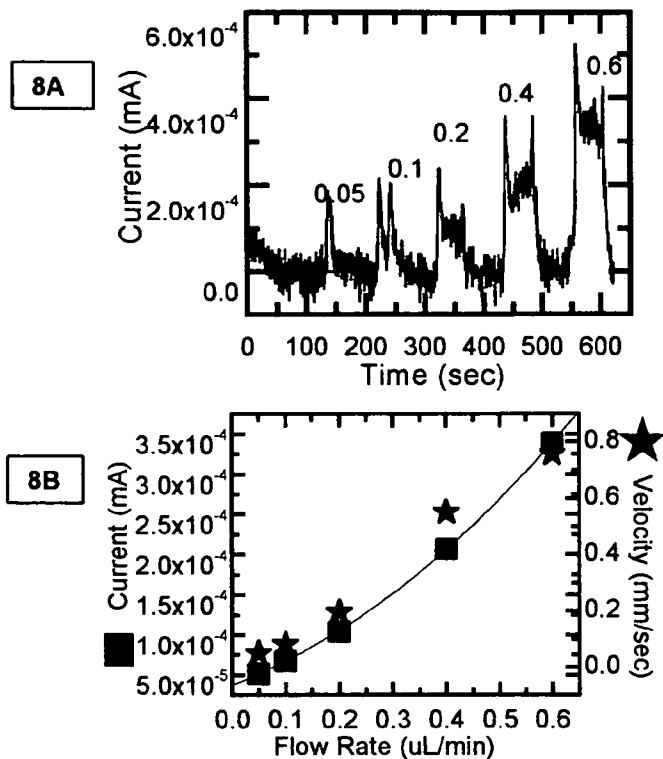 8A
Current (mA)
6.0x10⁻⁴
4.0x10⁻⁴
2.0x10⁻⁴
0.0
0.05
0.1
0.2
0.4
0.6
0 100 200 300 400 500 600
Time (sec)
8B
Current (mA)
3.5x10⁻⁴
3.0x10⁻⁴
2.5x10⁻⁴
2.0x10⁻⁴
1.5x10⁻⁴
1.0x10⁻⁴
5.0x10⁻⁵
0.8
0.6
0.4
0.2
0.0
Velocity (mm/sec)
0.0 0.1 0.2 0.3 0.4 0.5 0.6
Flow Rate (uL/min)